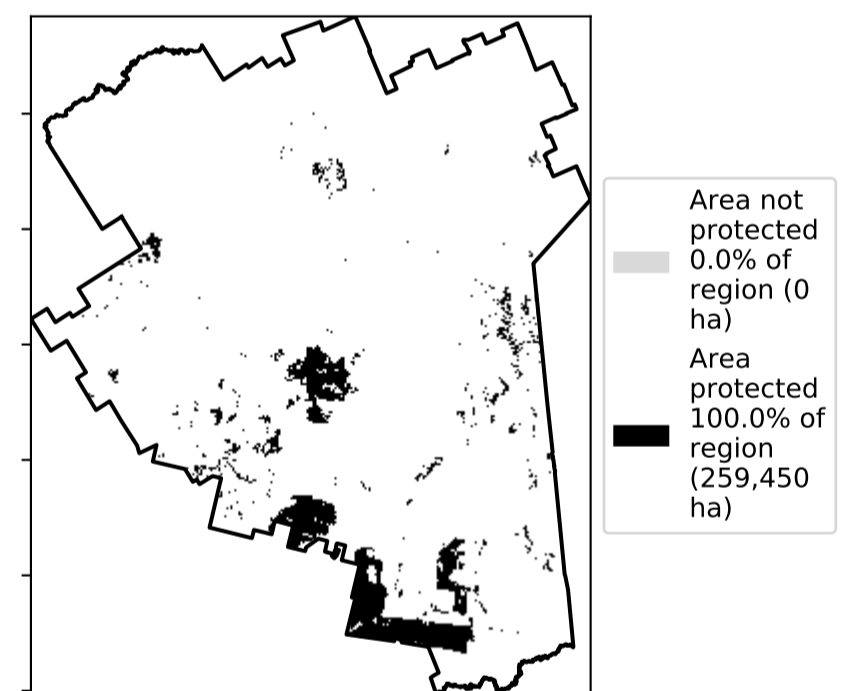 Area not
protected
0.0% of
region (0
ha)
Area
protected
100.0% of
region
(259,450
ha)